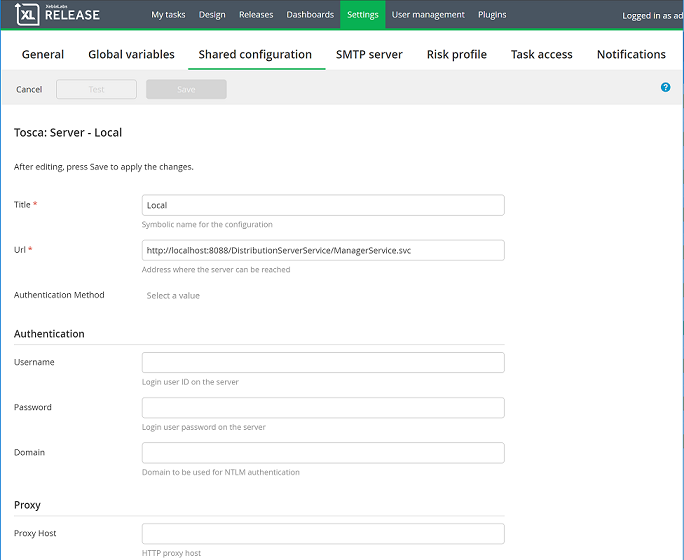 XL XebiaLabs RELEASE My tasks Design Releases Dashboards Settings User management Plugins Logged in as ad
General Global variables Shared configuration SMTP server Risk profile Task access Notifications
Cancel Test Save ?
Tosca: Server - Local
After editing, press Save to apply the changes.
Title * Local
Symbolic name for the configuration
Url * http://localhost:8088/DistributionServerService/ManagerService.svc
Address where the server can be reached
Authentication Method Select a value
Authentication
Username
Login user ID on the server
Password
Login user password on the server
Domain
Domain to be used for NTLM authentication
Proxy
Proxy Host
HTTP proxy host